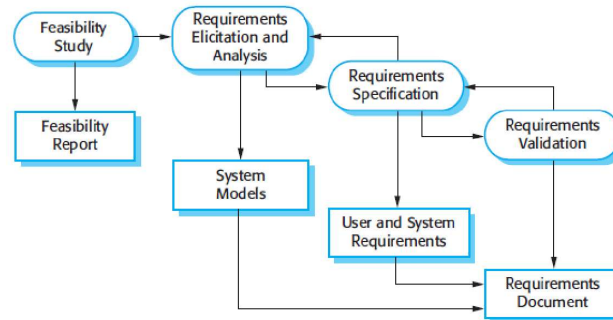 Feasibility
Study
Requirements
Elicitation and
Analysis
Requirements
Specification
Requirements
Validation
Feasibility
Report
System
Models
User and System
Requirements
Requirements
Document